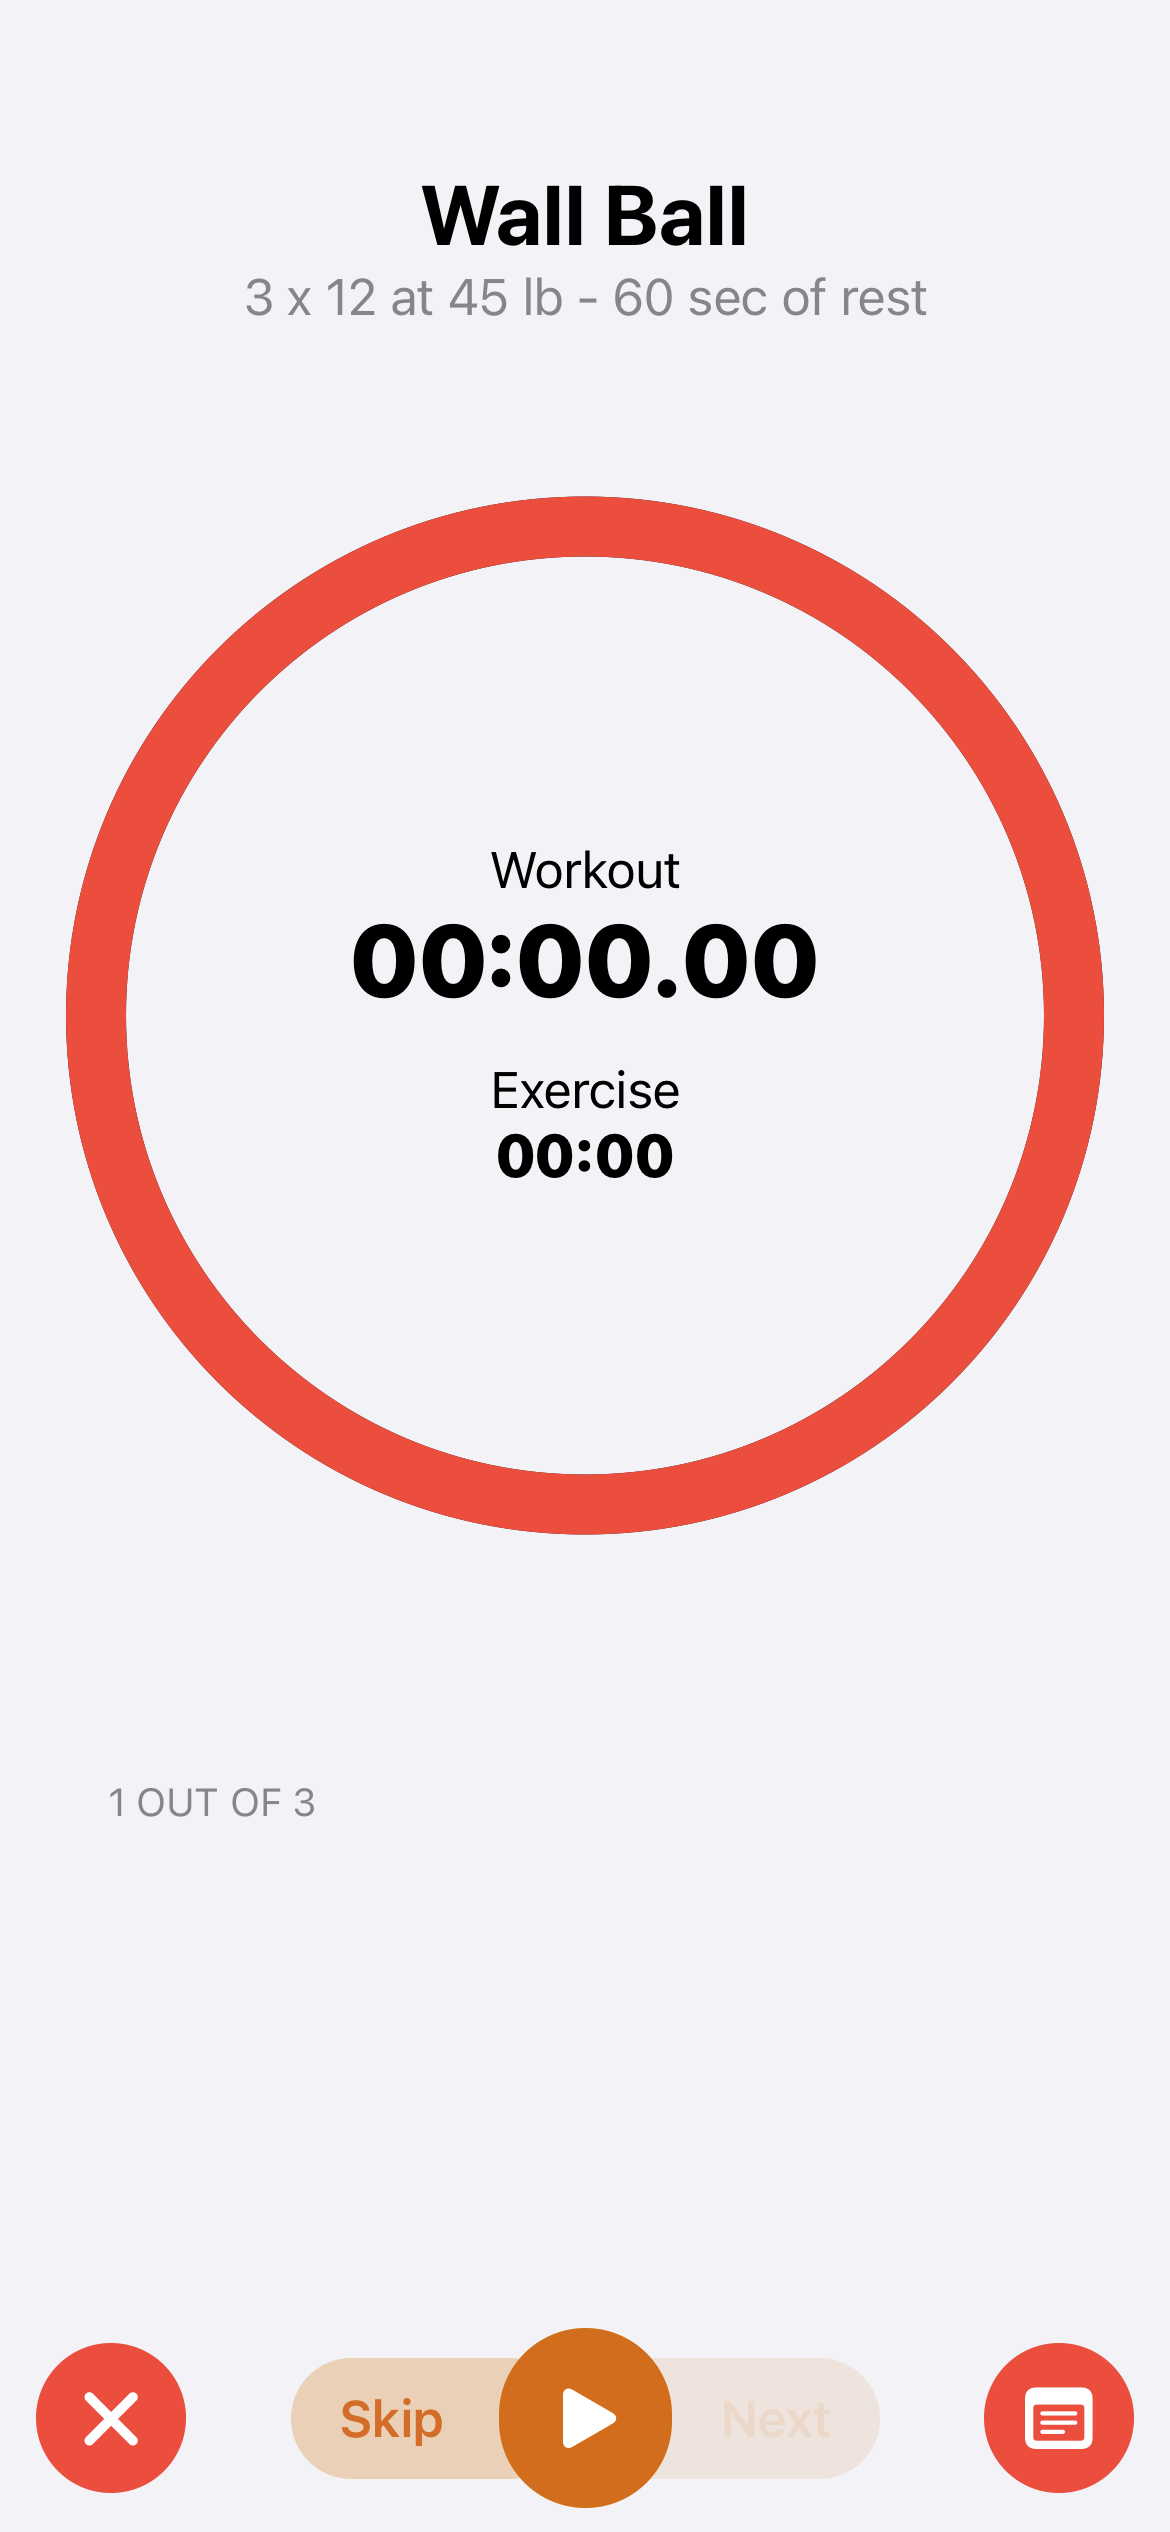 Wall Ball
3 x 12 at 45 lb - 60 sec of rest
Workout
00:00.00
Exercise
00:00
1 OUT OF 3
Skip
Next